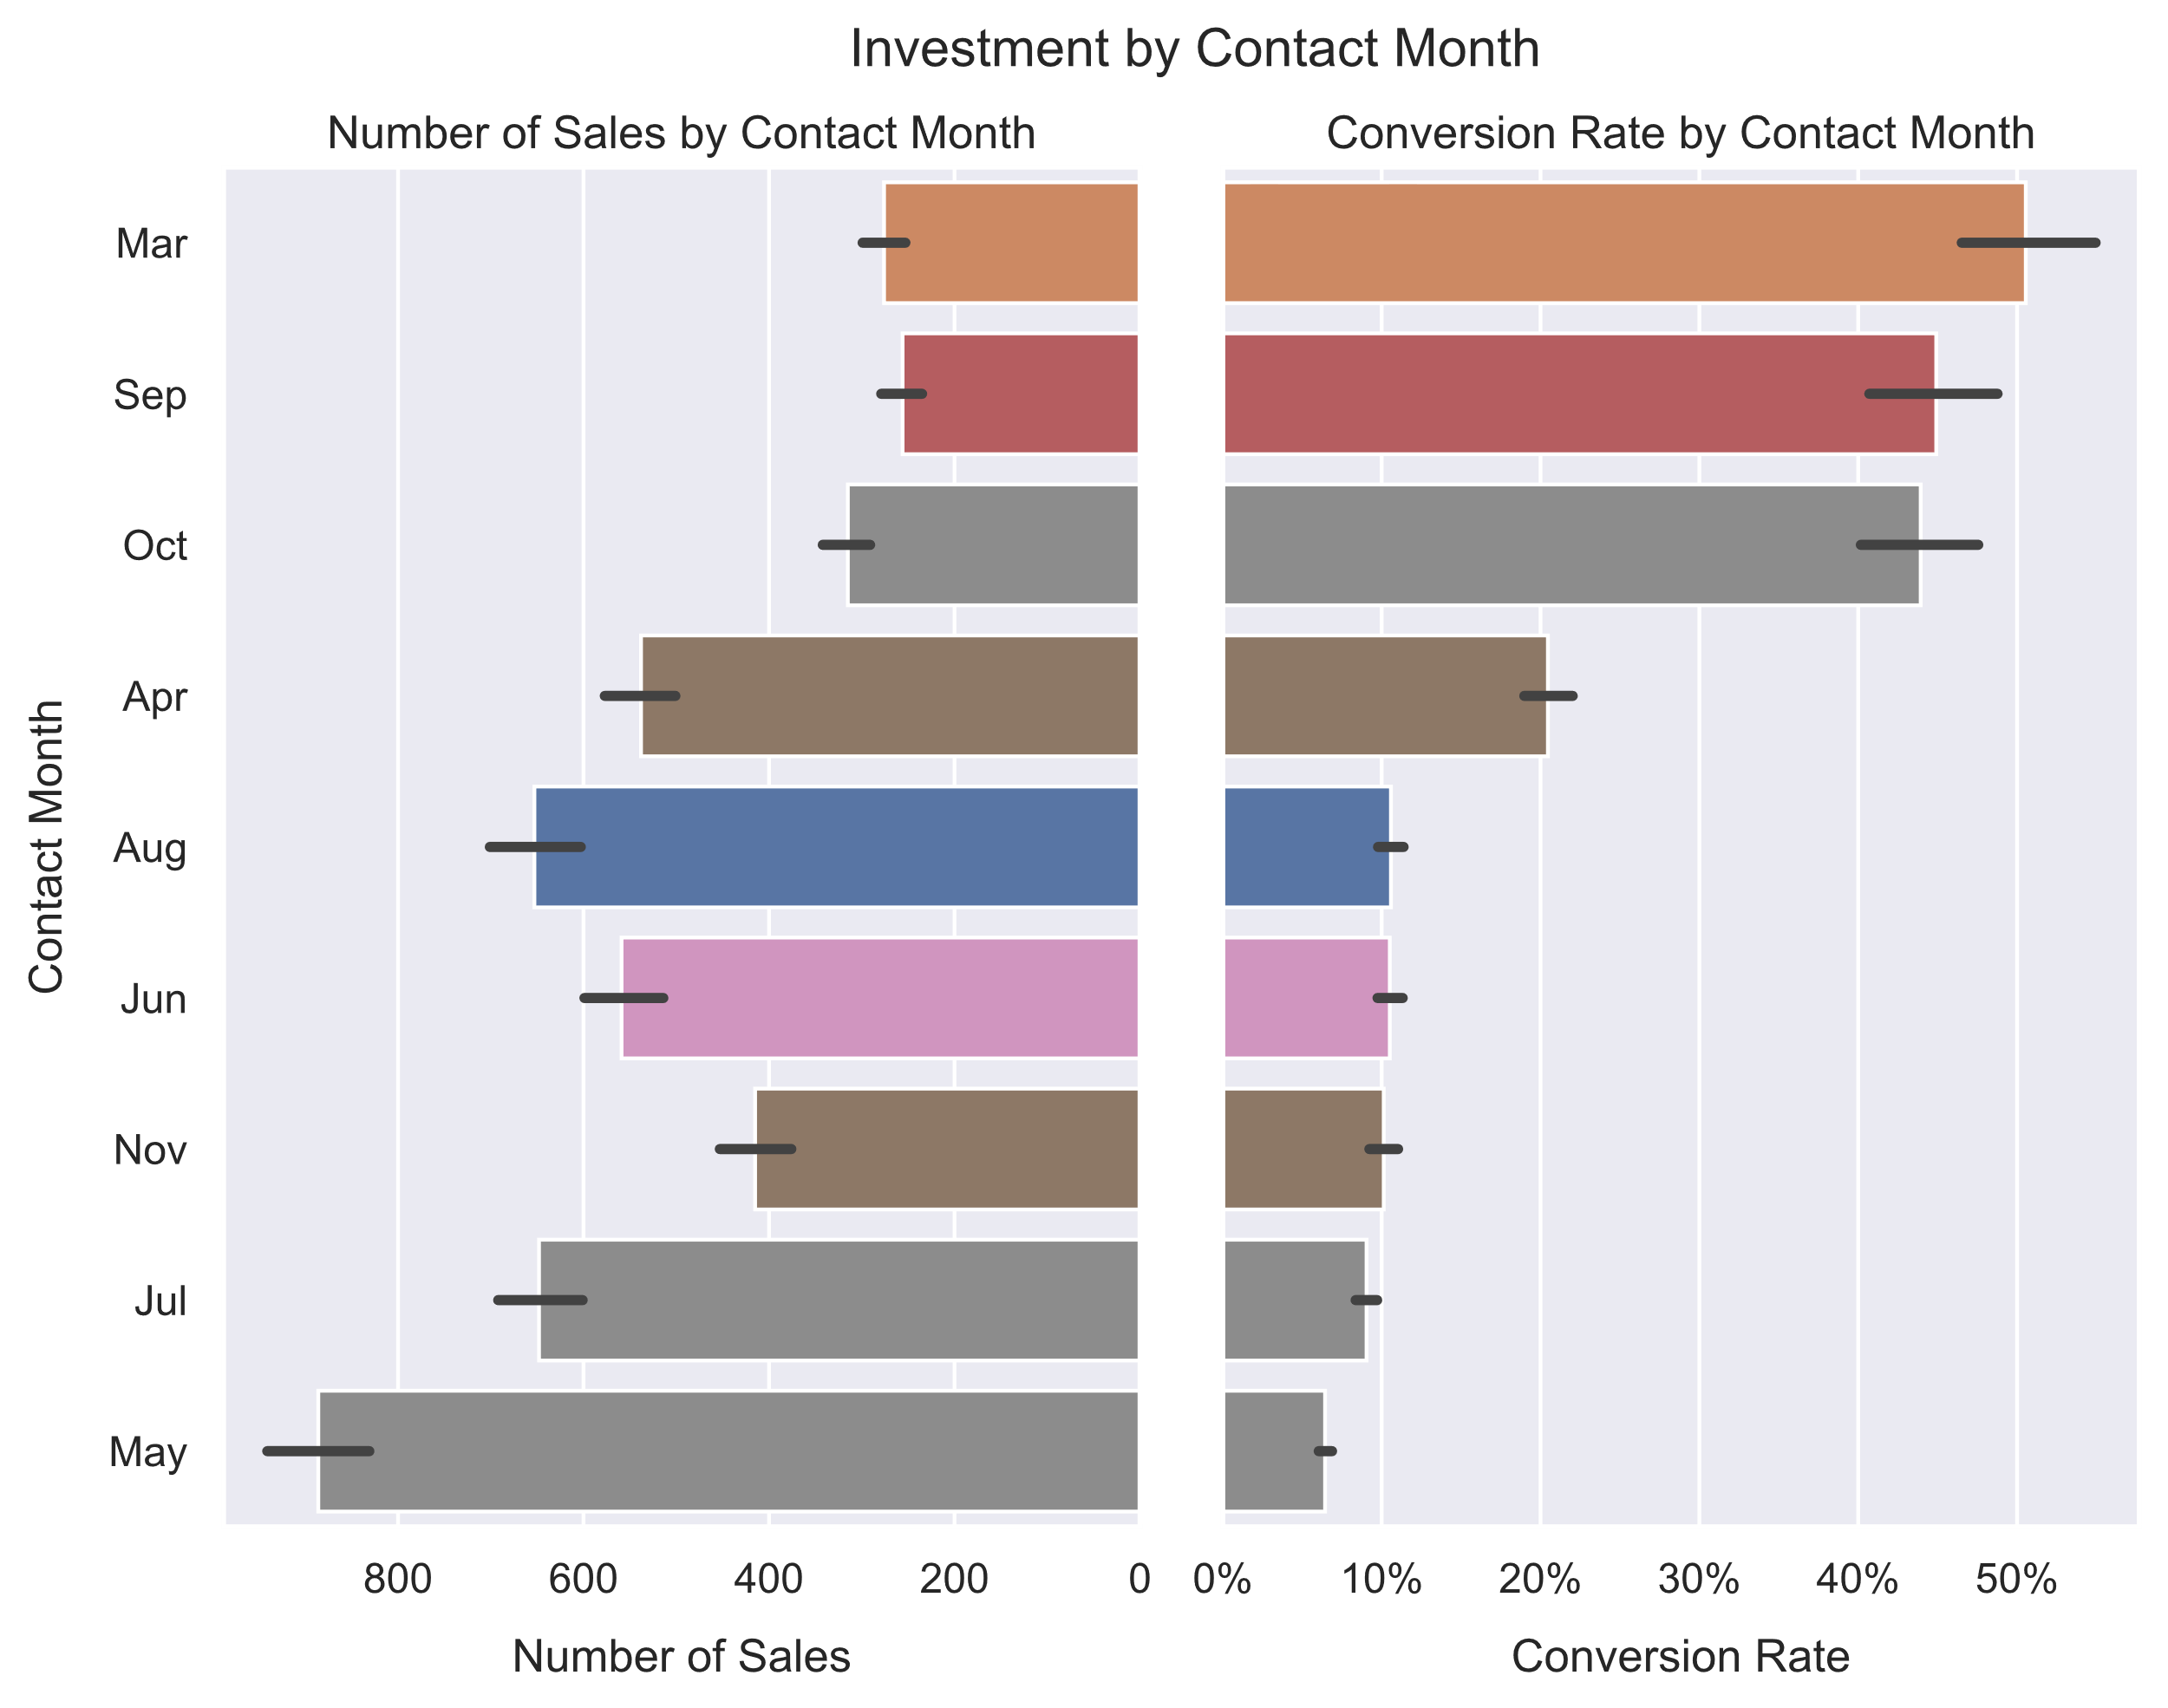 Investment by Contact Month
Number of Sales by Contact Month
Conversion Rate by Contact Month
Contact Month
Mar
Sep
Oct
Apr
Aug
Jun
Nov
Jul
May
800 600 400 200 0
0% 10% 20% 30% 40% 50%
Number of Sales
Conversion Rate